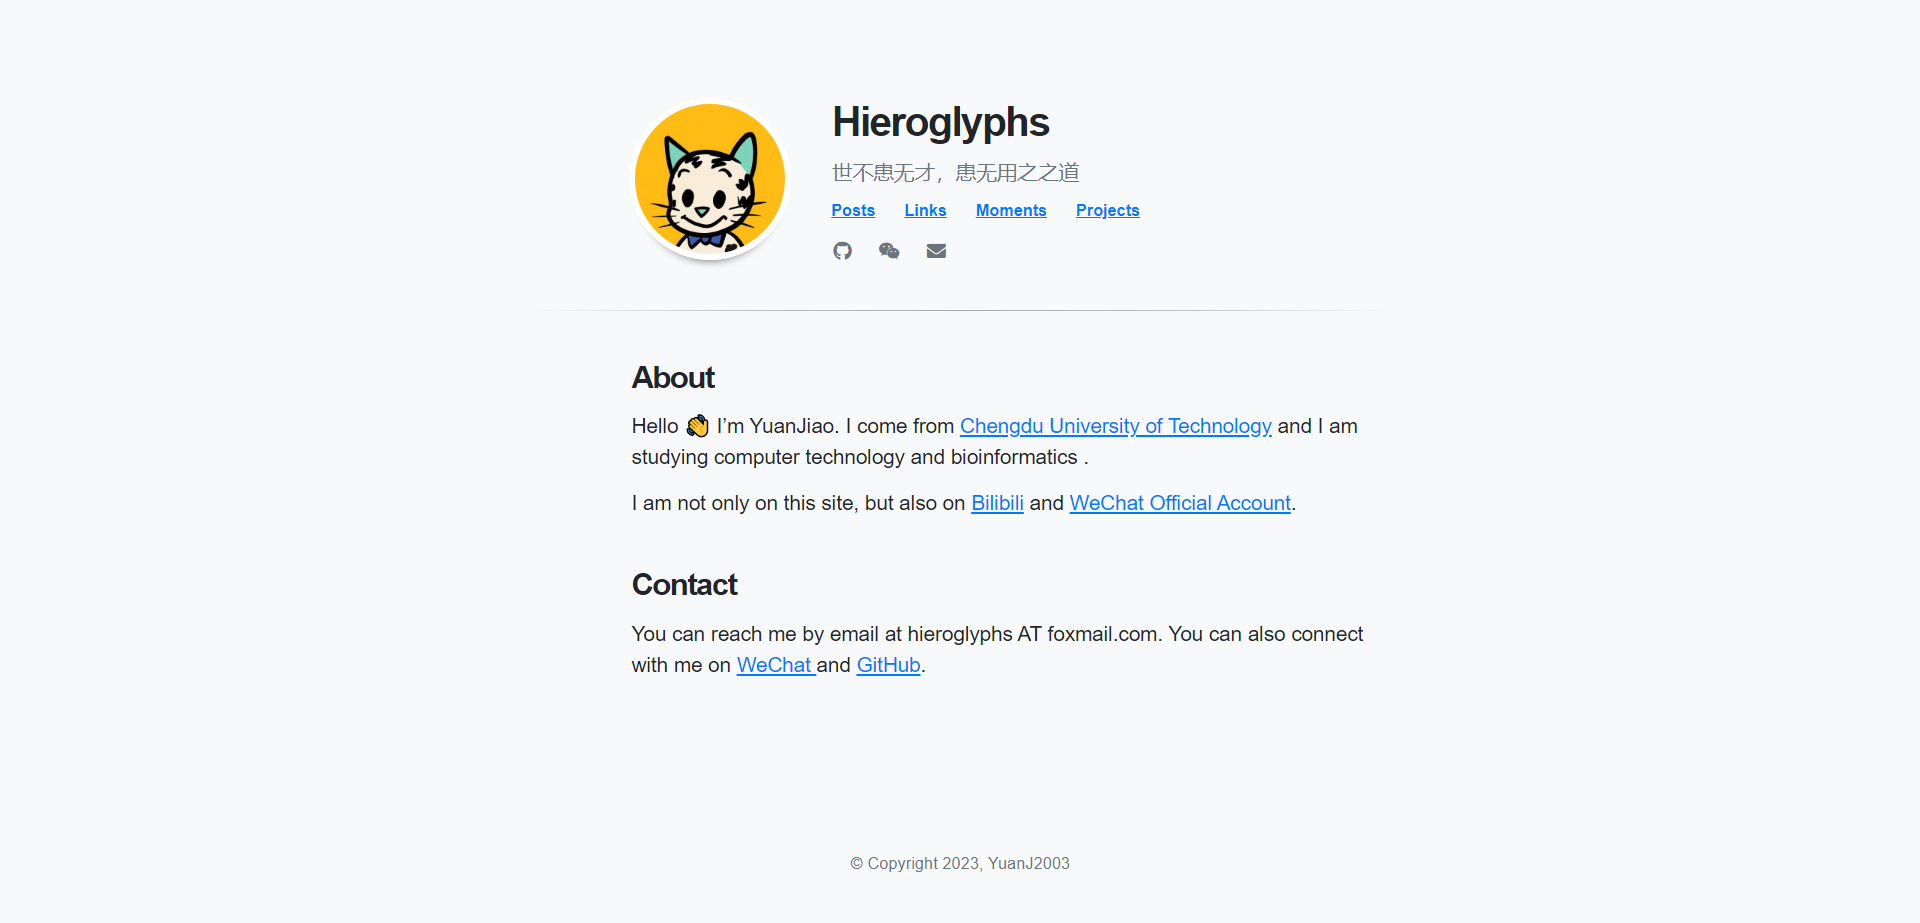 Hieroglyphs
世不患无才，患无用之之道
Posts Links Moments Projects
About
Hello 👏 I’m YuanJiao. I come from Chengdu University of Technology and I am
studying computer technology and bioinformatics .
I am not only on this site, but also on Bilibili and WeChat Official Account.
Contact
You can reach me by email at hieroglyphs AT foxmail.com. You can also connect
with me on WeChat and GitHub.
© Copyright 2023, YuanJ2003